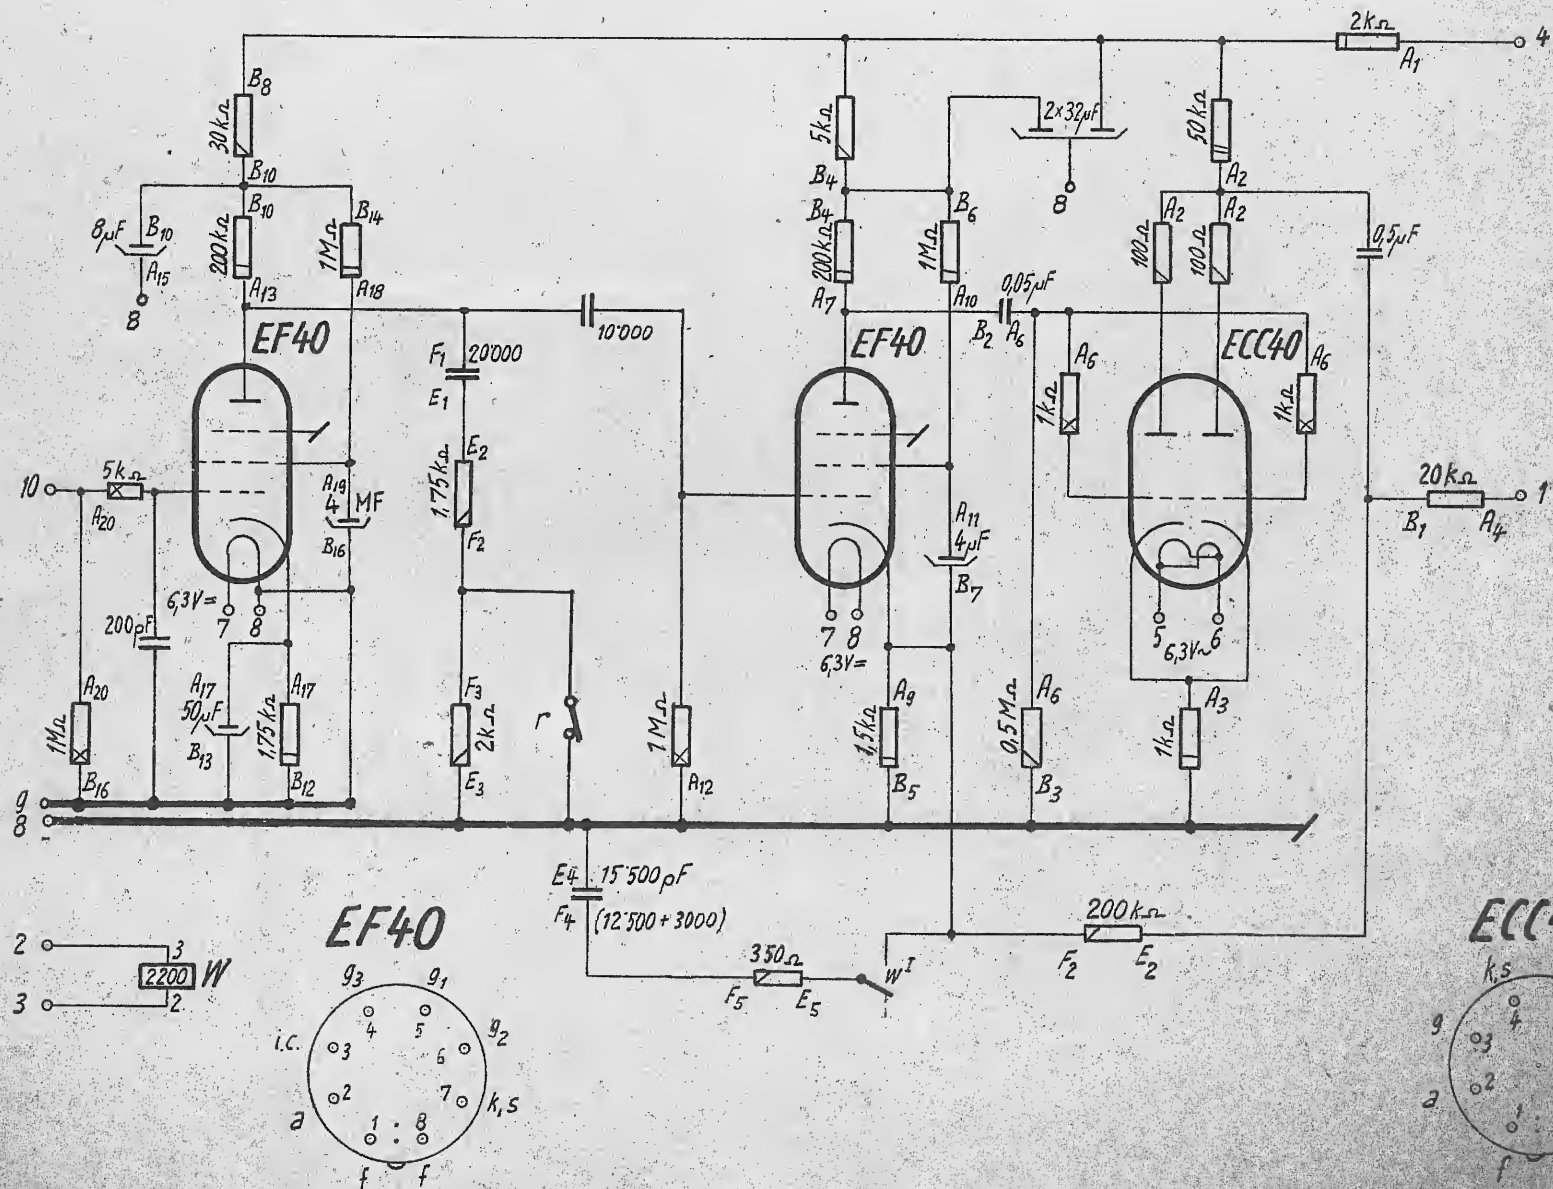 2kΩ
4
A1
B8
30kΩ
B10
8µF
B10
A15
8
B10
200kΩ
A13
B14
1MΩ
A18
5kΩ
B4
B4
200kΩ
A7
2×32µF
8
B6
1MΩ
A10
50kΩ
A2
A2
A2
100Ω
100Ω
0,5µF
EF40
F1
20'000
E1
10'000
EF40
0,05µF
B2
A6
A6
1kΩ
ECC40
A6
1kΩ
10
5kΩ
A20
A19
4 MF
B16
E2
1.75kΩ
F2
A11
4µF
B7
20kΩ
1
B1
A4
200pF
6,3V=
7
8
7
8
6,3V=
5
6
6,3V~
A20
1MΩ
B16
A17
50µF
B13
A17
1,75kΩ
B12
F3
2kΩ
E3
r
1MΩ
A12
A9
1,5kΩ
B5
A6
0,5MΩ
B3
A3
1kΩ
9
8
-
E4
15'500pF
F4
(12'500+3000)
350Ω
F5
E5
wI
200kΩ
F2
E2
2
3
2200
W
3
2
EF40
g3
g1
4
5
i.c.
3
6
g2
2
7
k,s
a
1
8
f
f
ECC4
k,s
4
g
3
2
a
1
f